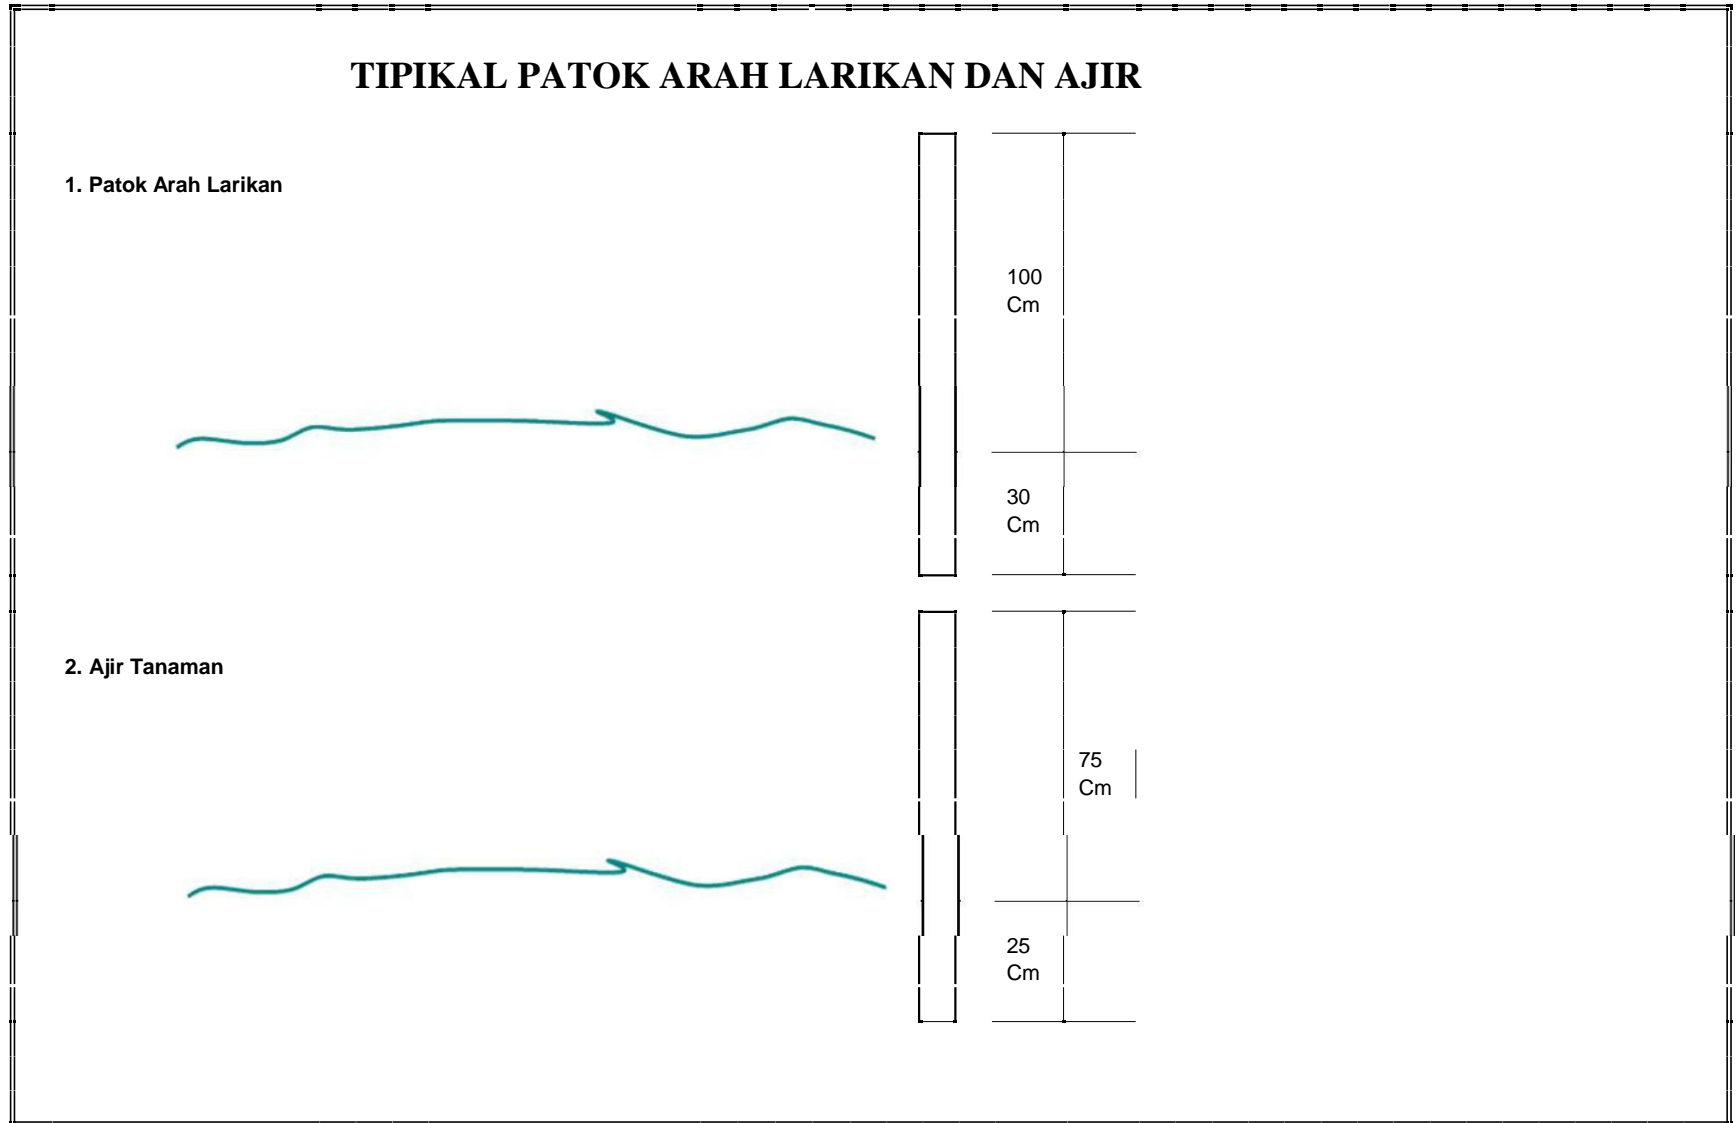 TIPIKAL PATOK ARAH LARIKAN DAN AJIR
1. Patok Arah Larikan
100
Cm
30
Cm
2. Ajir Tanaman
75
Cm
25
Cm